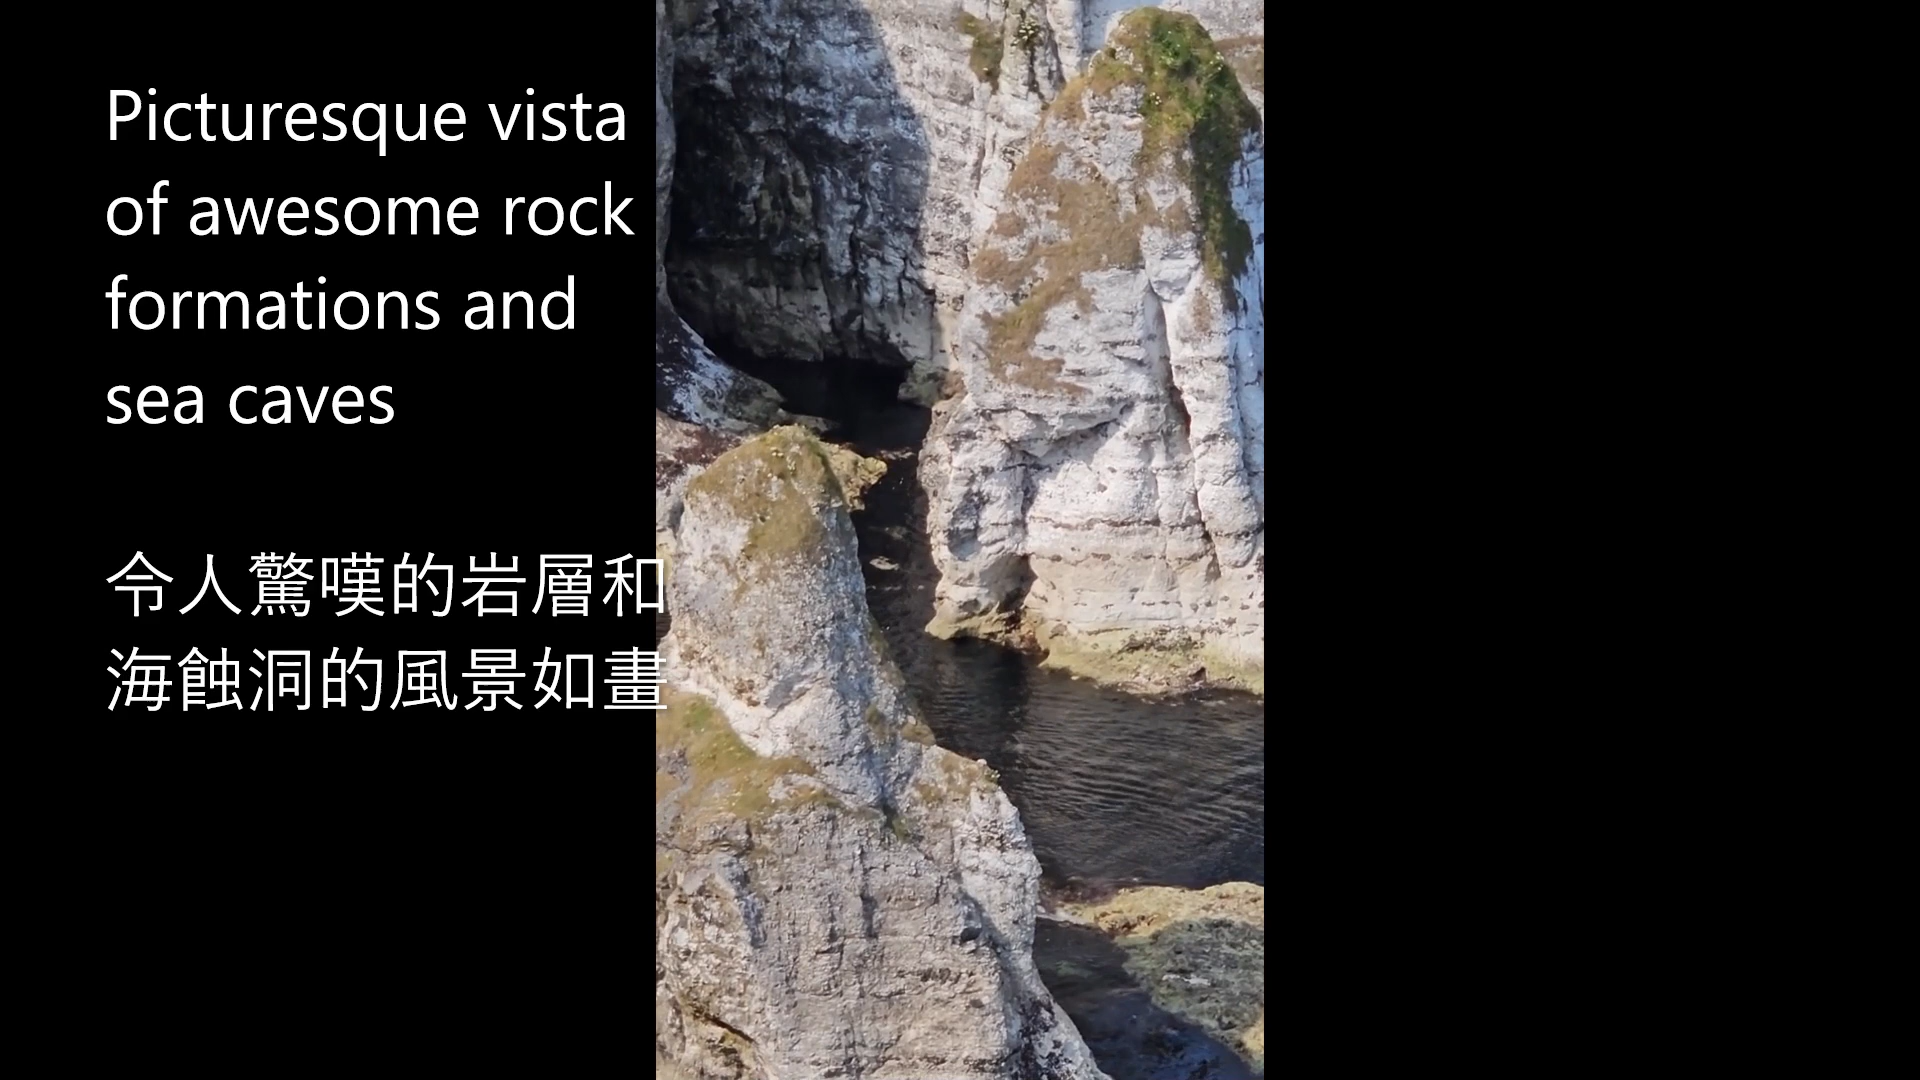 Picturesque vista
of awesome rock
formations and
sea caves
令人驚嘆的岩層和
海蝕洞的風景如畫